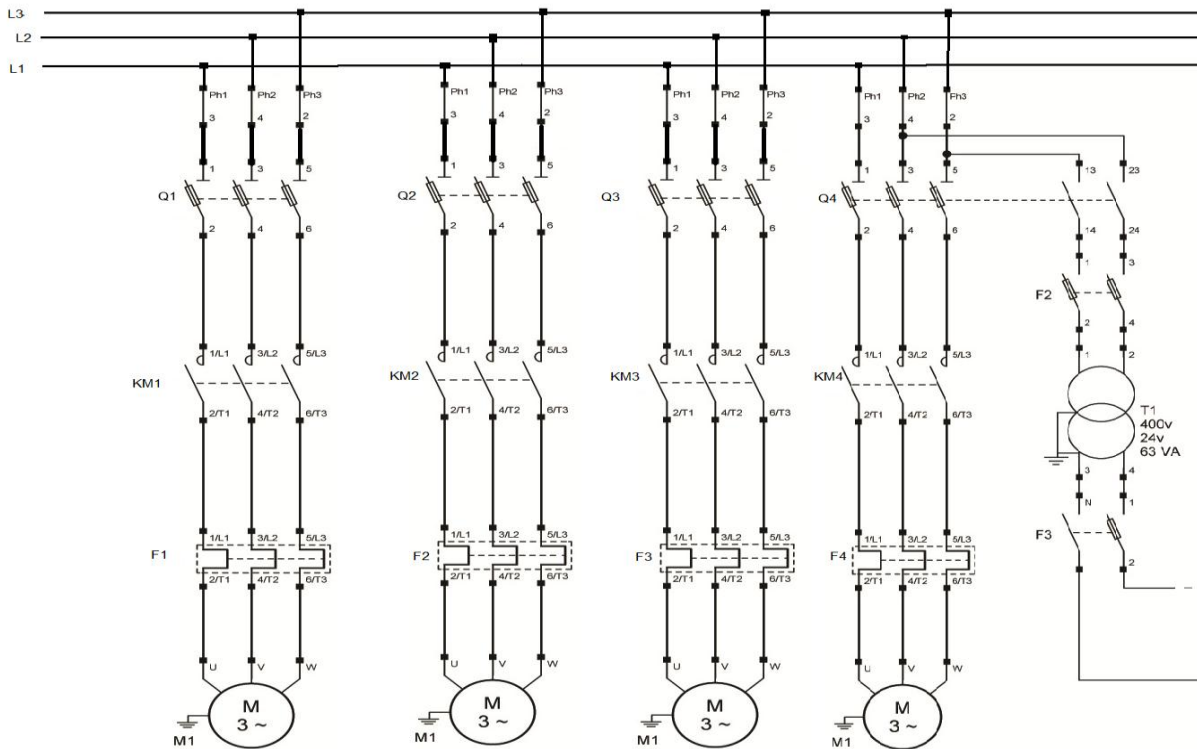 L3
L2
L1
Ph1 Ph2 Ph3 Ph1 Ph2 Ph3 Ph1 Ph2 Ph3 Ph1 Ph2 Ph3
3 4 2 3 4 2 3 4 2 3 4 2
1 3 5 1 3 5 1 3 5 1 3 5 13 23
Q1 Q2 Q3 Q4
2 4 6 2 4 6 2 4 6 2 4 6 14 24
1 3
F2
2 4
1/L1 3/L2 5/L3 1/L1 3/L2 5/L3 1/L1 3/L2 5/L3 1/L1 3/L2 5/L3 1 2
KM1 KM2 KM3 KM4
2/T1 4/T2 6/T3 2/T1 4/T2 6/T3 2/T1 4/T2 6/T3 2/T1 4/T2 6/T3
T1
400v
24v
63 VA
3 4
N 1
1/L1 3/L2 5/L3 1/L1 3/L2 5/L3 1/L1 3/L2 5/L3 1/L1 3/L2 5/L3
F1 F2 F3 F4 F3
2/T1 4/T2 6/T3 2/T1 4/T2 6/T3 2/T1 4/T2 6/T3 2/T1 4/T2 6/T3 2
U V W U V W U V W U V W
M M M M
3 ~ 3 ~ 3 ~ 3 ~
M1 M1 M1 M1